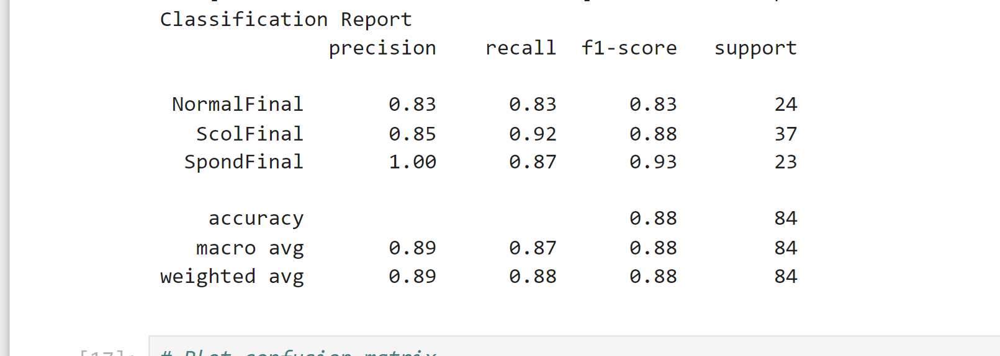 Classification Report
precision recall f1-score support
NormalFinal 0.83 0.83 0.83 24
ScolFinal 0.85 0.92 0.88 37
SpondFinal 1.00 0.87 0.93 23
accuracy 0.88 84
macro avg 0.89 0.87 0.88 84
weighted avg 0.89 0.88 0.88 84
[17]: # Plot confusion matrix